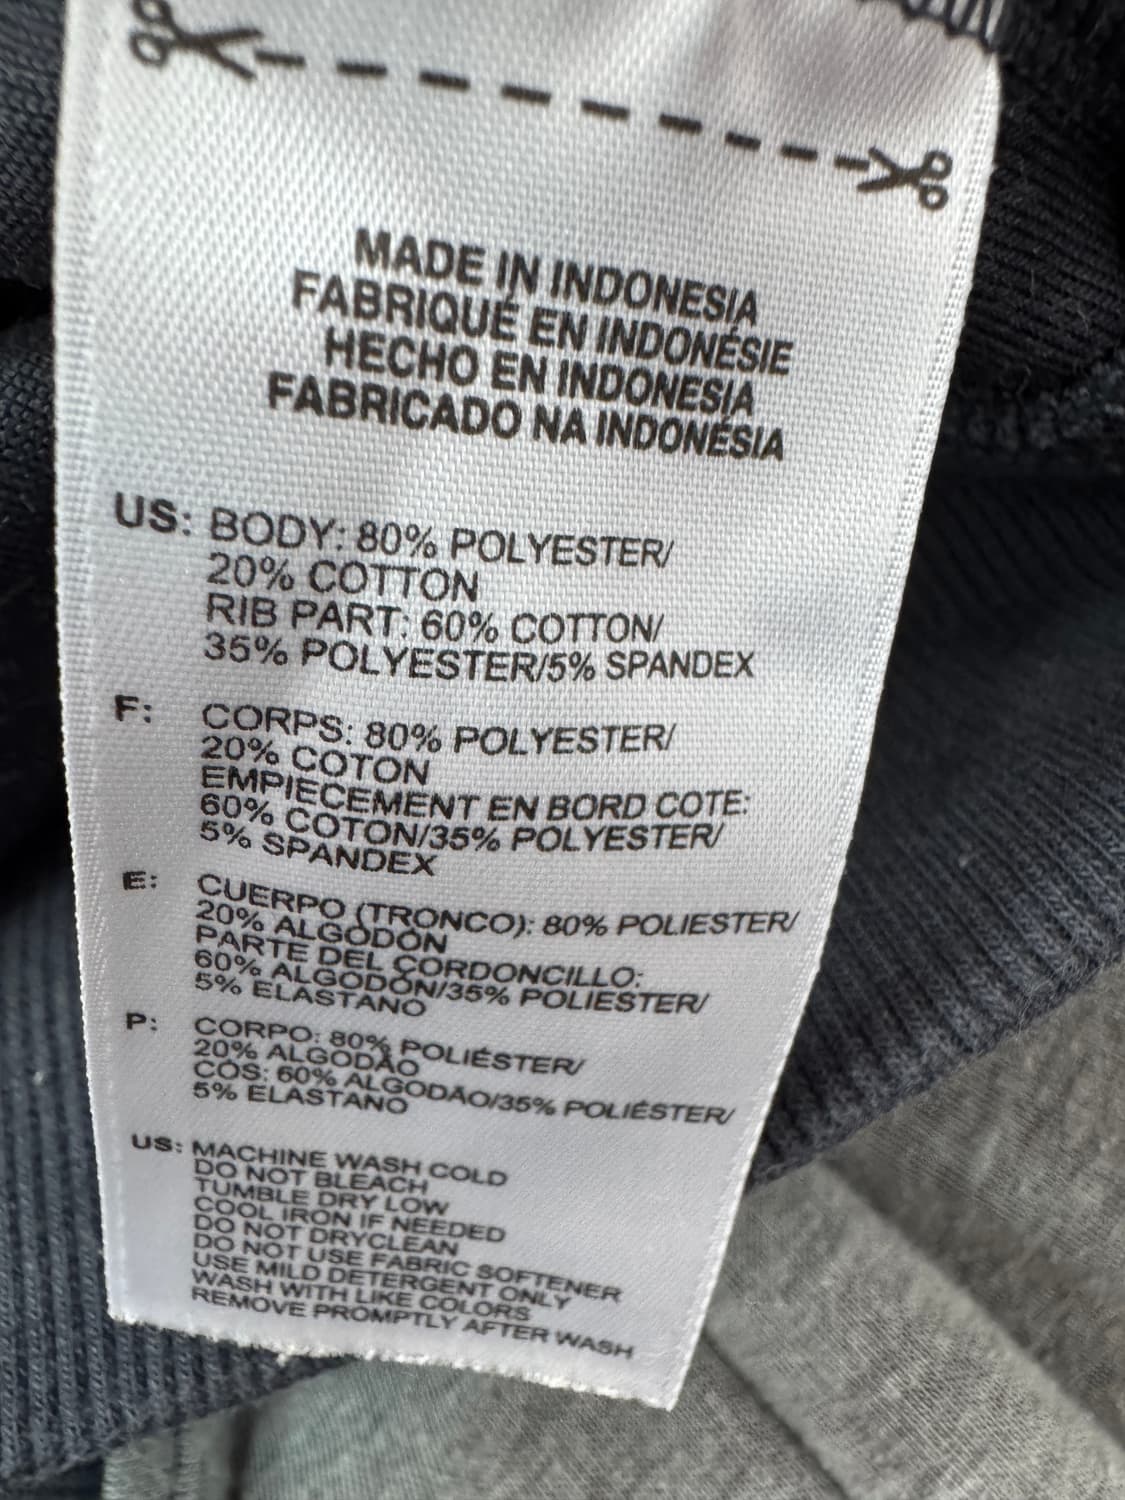 MADE IN INDONESIA
FABRIQUÉ EN INDONÉSIE
HECHO EN INDONESIA
FABRICADO NA INDONÉSIA
US: BODY: 80% POLYESTER/
20% COTTON
RIB PART: 60% COTTON/
35% POLYESTER/5% SPANDEX
F: CORPS: 80% POLYESTER/
20% COTON
EMPIECEMENT EN BORD COTE:
60% COTON/35% POLYESTER/
5% SPANDEX
E: CUERPO (TRONCO): 80% POLIESTER/
20% ALGODÓN
PARTE DEL CORDONCILLO:
60% ALGODÓN/35% POLIESTER/
5% ELASTANO
P: CORPO: 80% POLIÉSTER/
20% ALGODÃO
CÓS: 60% ALGODÃO/35% POLIÉSTER/
5% ELASTANO
US: MACHINE WASH COLD
DO NOT BLEACH
TUMBLE DRY LOW
COOL IRON IF NEEDED
DO NOT DRYCLEAN
DO NOT USE FABRIC SOFTENER
USE MILD DETERGENT ONLY
WASH WITH LIKE COLORS
REMOVE PROMPTLY AFTER WASH